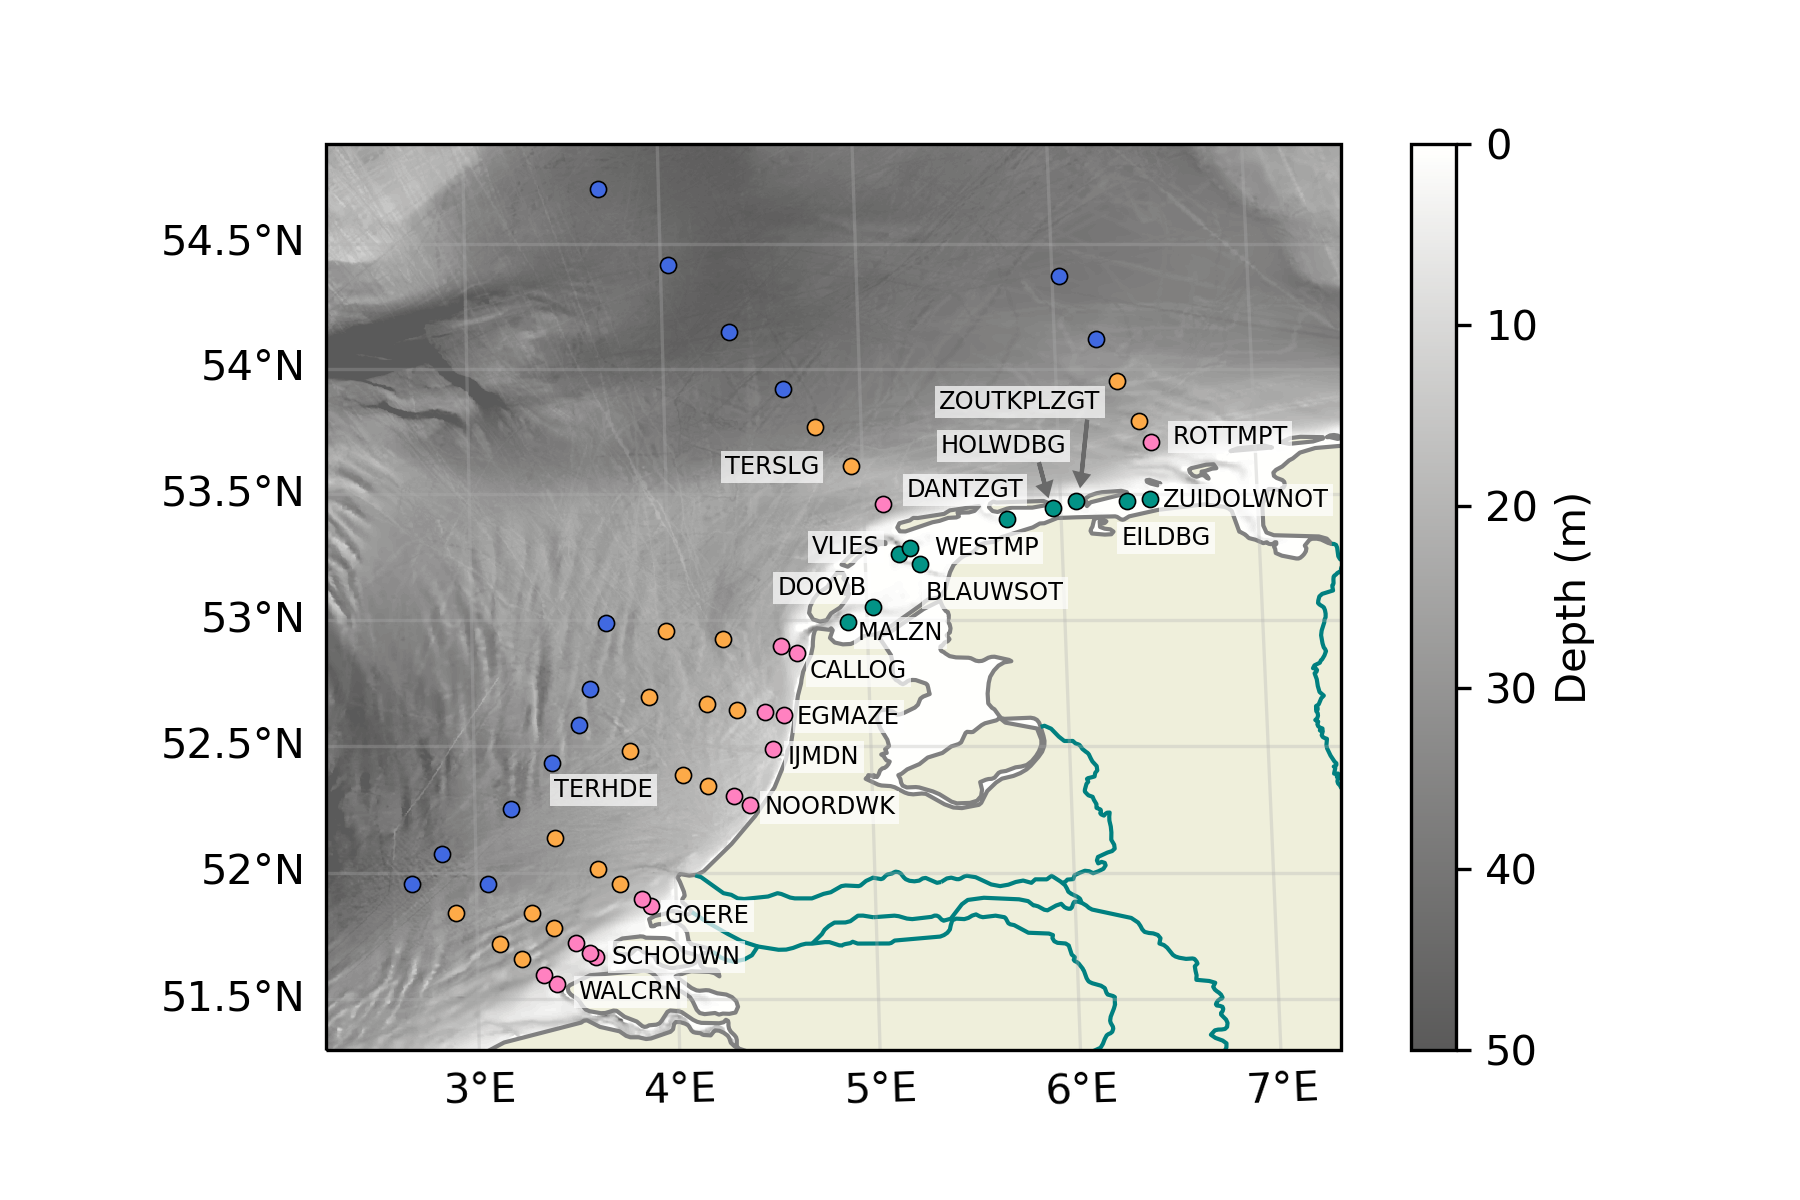 0
54.5°N
54°N
10
ZOUTKPLZGT
ROTTMPT
HOLWDBG
TERSLG
DANTZGT
53.5°N
ZUIDOLWNOT
20
EILDBG
VLIES
WESTMP
DOOVB
BLAUWSOT
53°N
MALZN
CALLOG
30
Depth (m)
EGMAZE
52.5°N
IJMDN
TERHDE
NOORDWK
52°N
40
GOERE
SCHOUWN
WALCRN
51.5°N
50
3°E
4°E
5°E
6°E
7°E